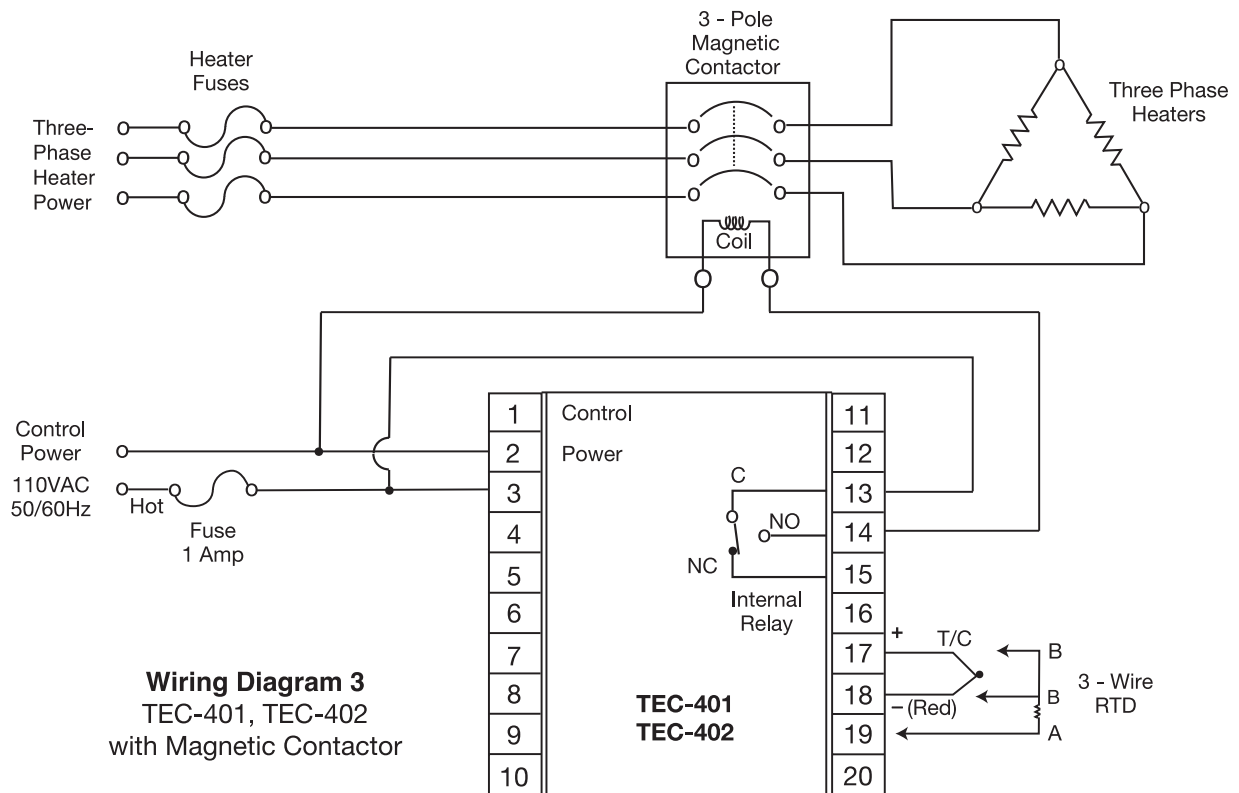 3 - Pole
Magnetic
Contactor
Heater
Fuses
Three-
Phase
Heater
Power
Three Phase
Heaters
Coil
Control
Power
110VAC
50/60Hz
Hot
Fuse
1 Amp
1
2
3
4
5
6
7
8
9
10
Control
Power
C
NO
NC
Internal
Relay
TEC-401
TEC-402
11
12
13
14
15
16
17
18
19
20
+
T/C
– (Red)
B
B
A
3 - Wire
RTD
Wiring Diagram 3
TEC-401, TEC-402
with Magnetic Contactor